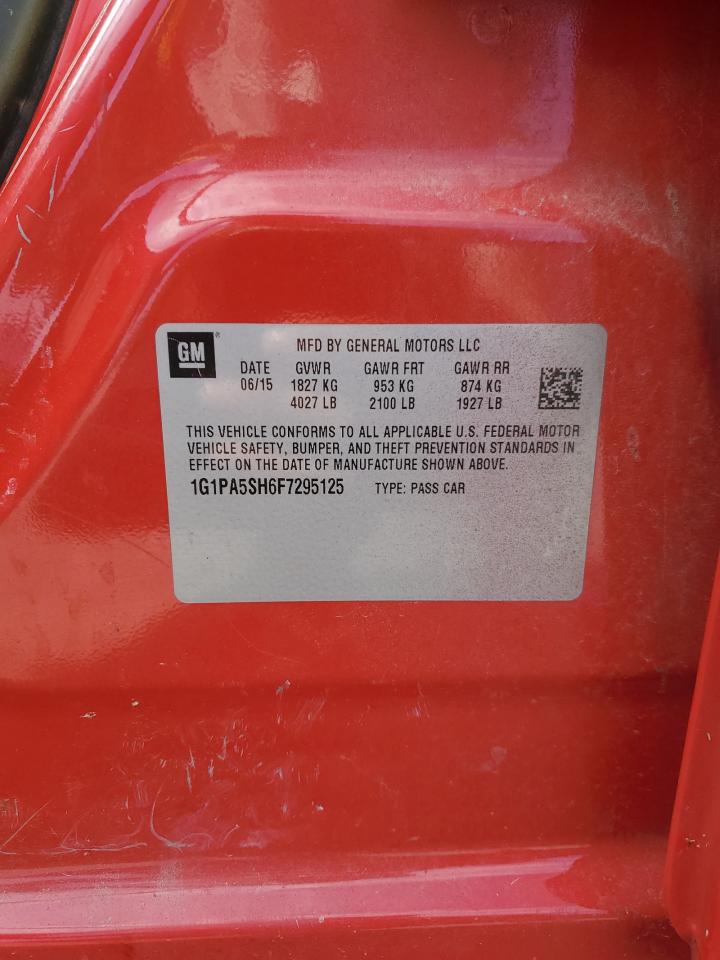 GM
MFD BY GENERAL MOTORS LLC
DATE GVWR GAWR FRT GAWR RR
06/15 1827 KG 953 KG 874 KG
4027 LB 2100 LB 1927 LB
THIS VEHICLE CONFORMS TO ALL APPLICABLE U.S. FEDERAL MOTOR
VEHICLE SAFETY, BUMPER, AND THEFT PREVENTION STANDARDS IN
EFFECT ON THE DATE OF MANUFACTURE SHOWN ABOVE.
1G1PA5SH6F7295125 TYPE: PASS CAR